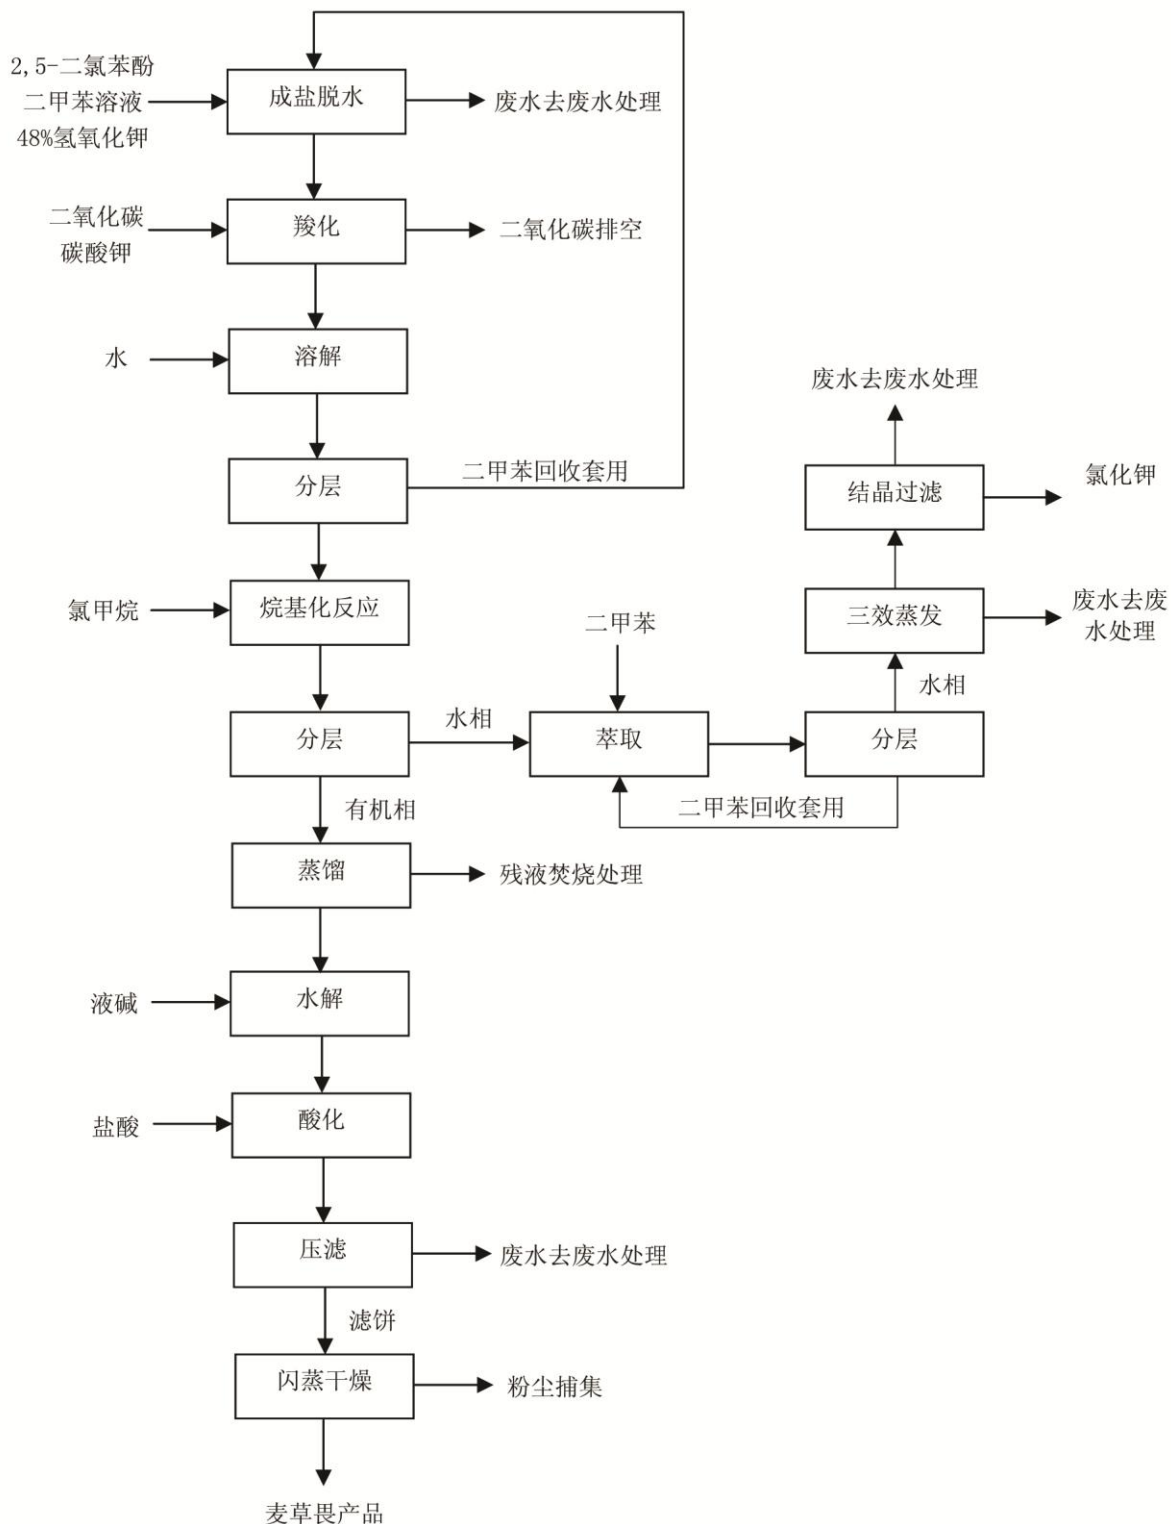 2,5-二氯苯酚
二甲苯溶液
48%氢氧化钾
成盐脱水
废水去废水处理
二氧化碳
碳酸钾
羧化
二氧化碳排空
水
溶解
分层
二甲苯回收套用
氯甲烷
烷基化反应
分层
水相
二甲苯
萃取
分层
二甲苯回收套用
水相
三效蒸发
废水去废
水处理
结晶过滤
氯化钾
废水去废水处理
有机相
蒸馏
残液焚烧处理
液碱
水解
盐酸
酸化
压滤
废水去废水处理
滤饼
闪蒸干燥
粉尘捕集
麦草畏产品